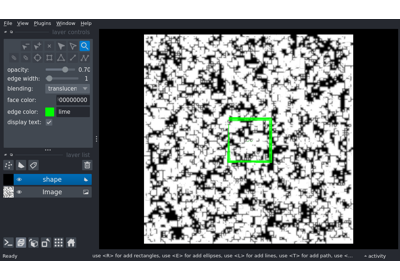 File View Plugins Window Help
layer controls
opacity: 0.70
edge width: 1
blending: translucen
face color: 00000000
edge color: lime
display text:
layer list
shape
Image
Ready use <R> for add rectangles, use <E> for add ellipses, use <L> for add lines, use <T> for add path, use <... activity